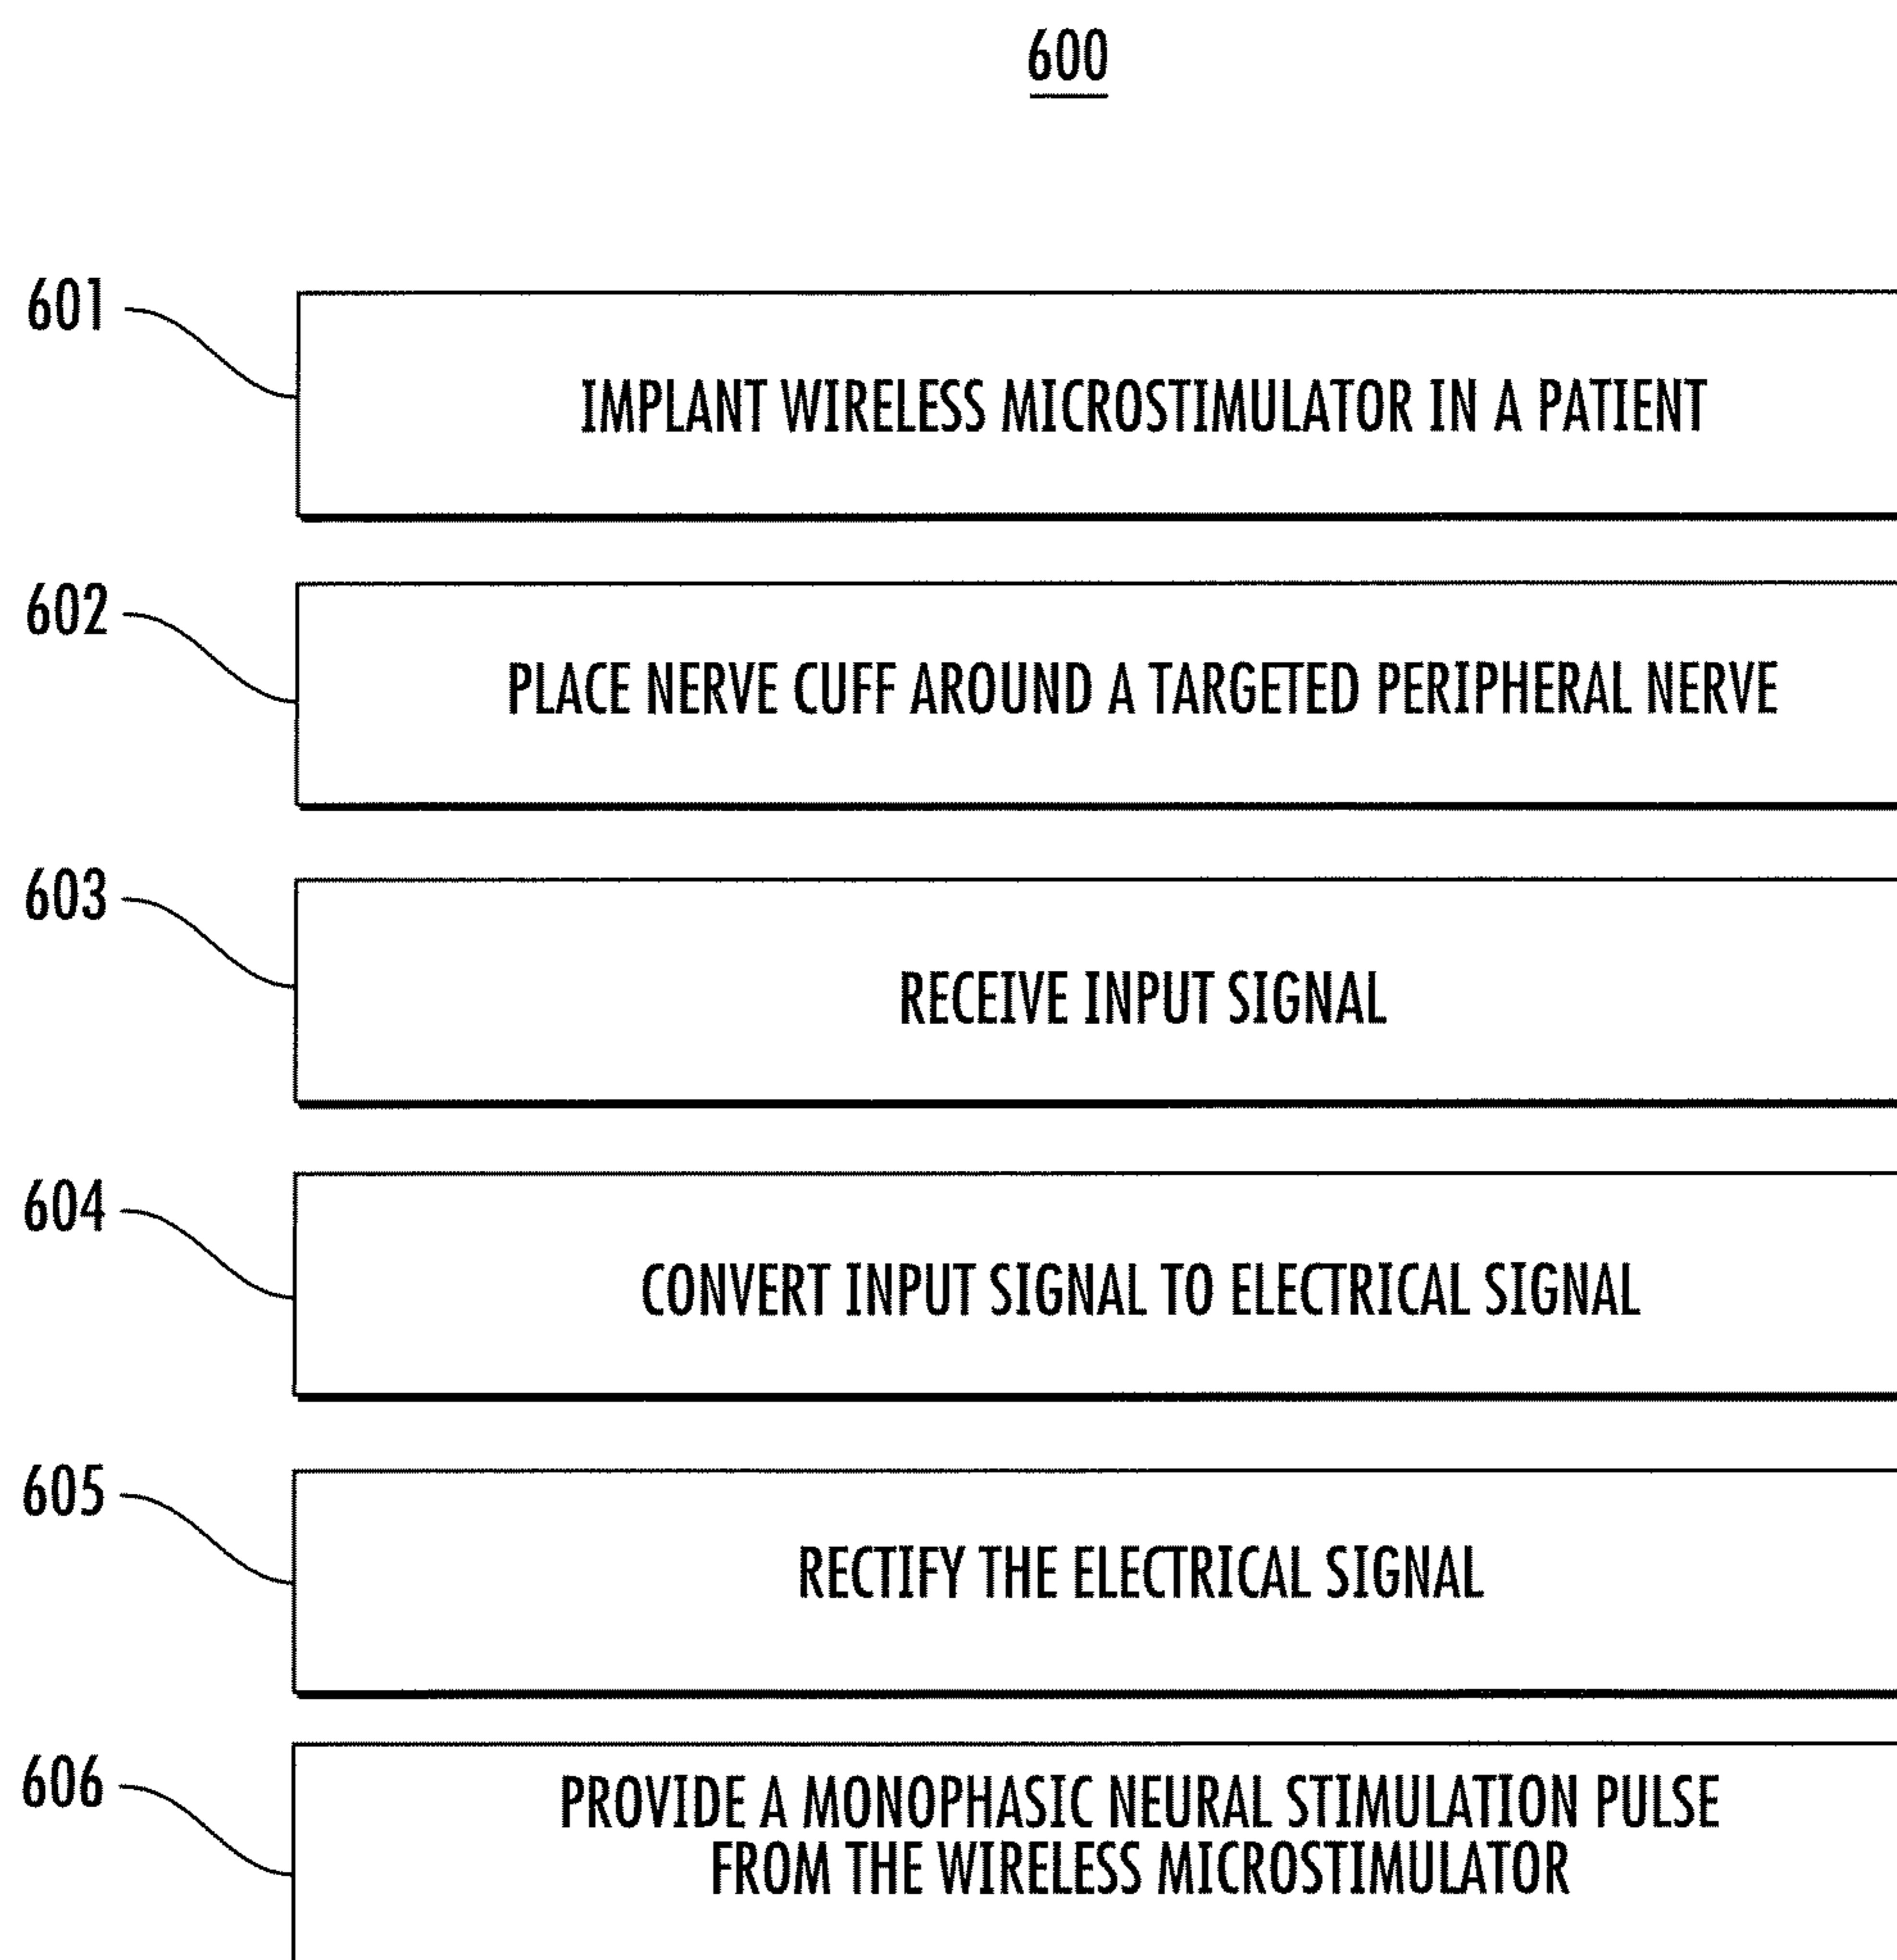 600
601
IMPLANT WIRELESS MICROSTIMULATOR IN A PATIENT
602
PLACE NERVE CUFF AROUND A TARGETED PERIPHERAL NERVE
603
RECEIVE INPUT SIGNAL
604
CONVERT INPUT SIGNAL TO ELECTRICAL SIGNAL
605
RECTIFY THE ELECTRICAL SIGNAL
606
PROVIDE A MONOPHASIC NEURAL STIMULATION PULSE
FROM THE WIRELESS MICROSTIMULATOR